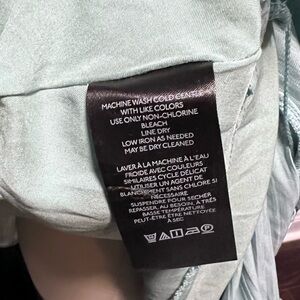 MACHINE WASH COLD GENTLE
WITH LIKE COLORS
USE ONLY NON-CHLORINE
BLEACH
LINE DRY
LOW IRON AS NEEDED
MAY BE DRY CLEANED
LAVER À LA MACHINE À L'EAU
FROIDE AVEC COULEURS
SIMILAIRES CYCLE DÉLICAT
UTILISER UN AGENT DE
BLANCHIMENT SANS CHLORE SI
NÉCESSAIRE
SUSPENDRE POUR SÉCHER
REPASSER, AU BESOIN, À TRÈS
BASSE TEMPÉRATURE
PEUT-ÊTRE ÊTRE NETTOYÉE
À SEC